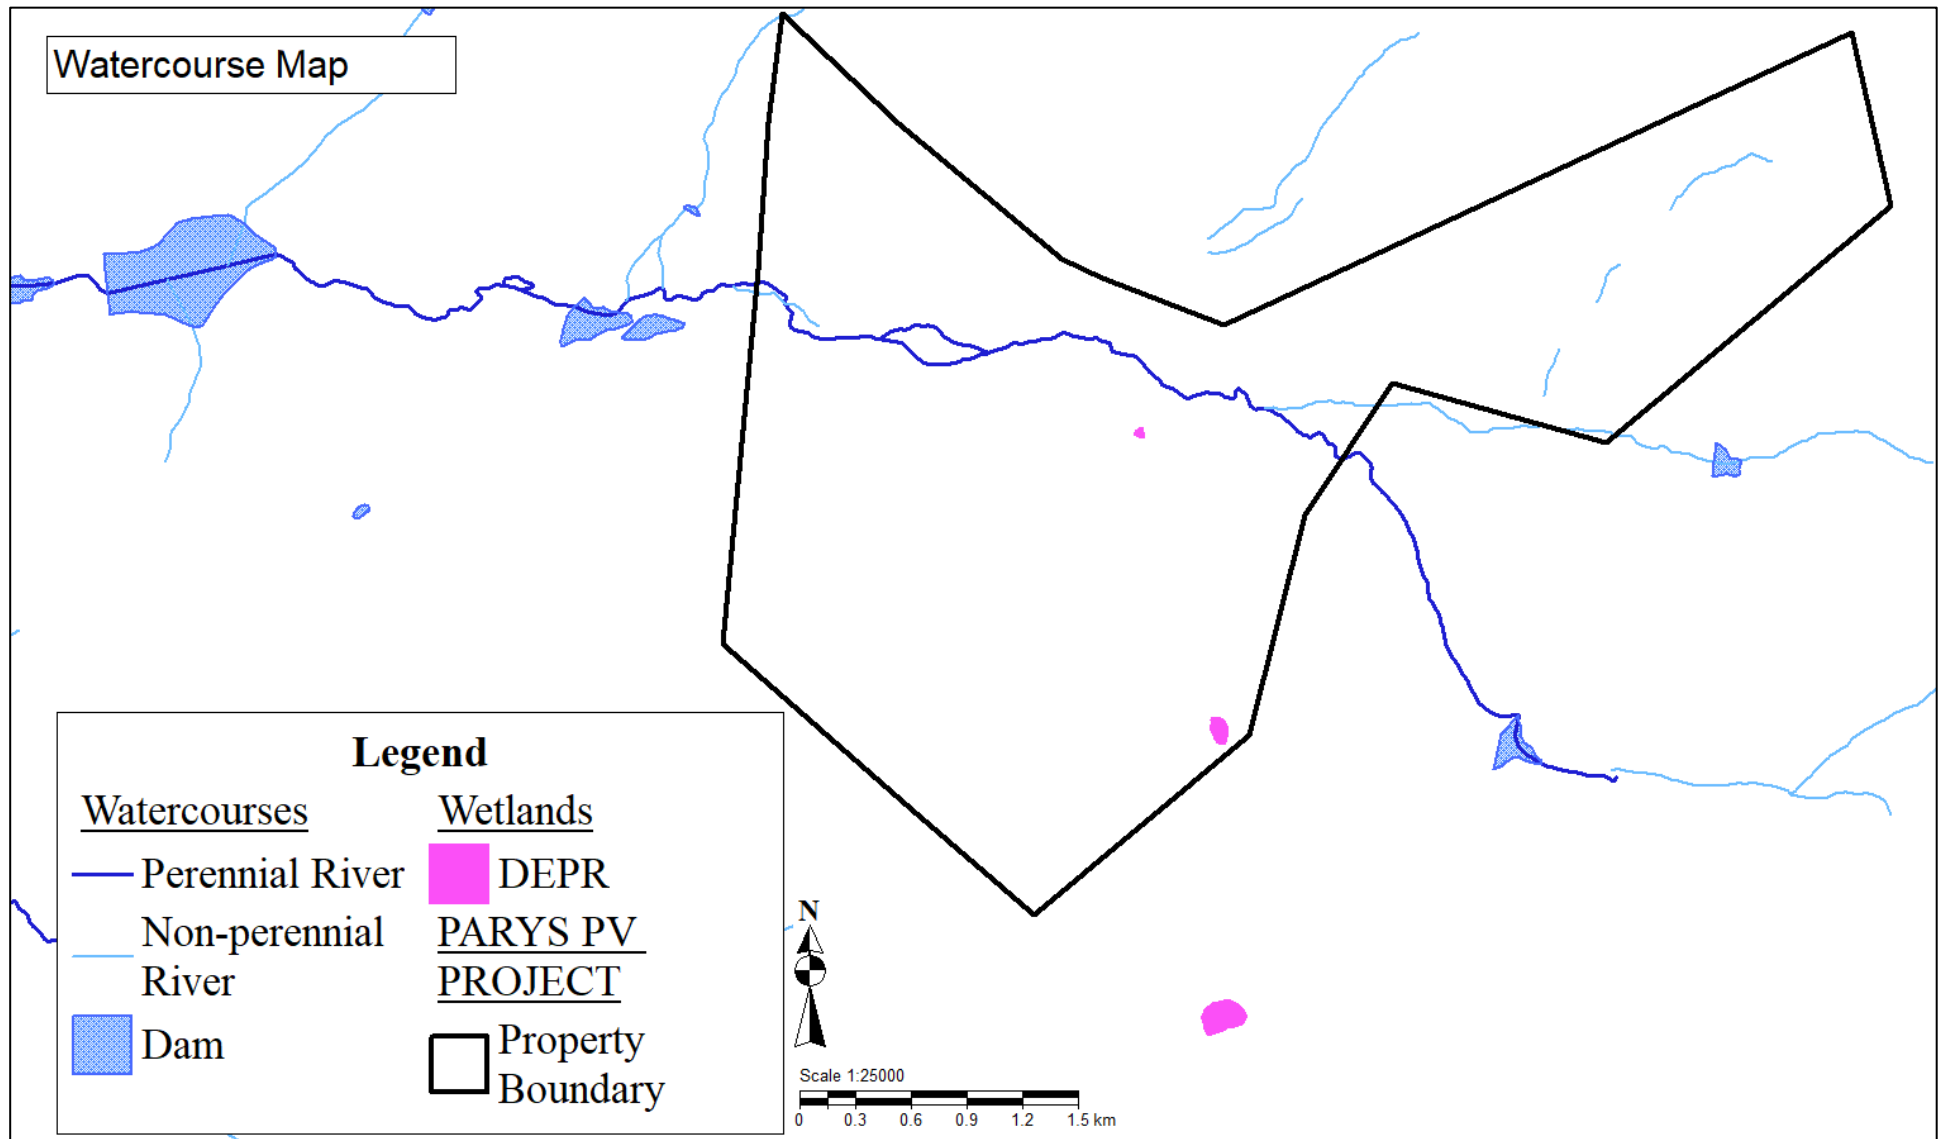 Watercourse Map
Legend
Watercourses
Perennial River
Non-perennial
River
Dam
Wetlands
DEPR
PARYS PV
PROJECT
Property
Boundary
N
Scale 1:25000
0 0.3 0.6 0.9 1.2 1.5 km